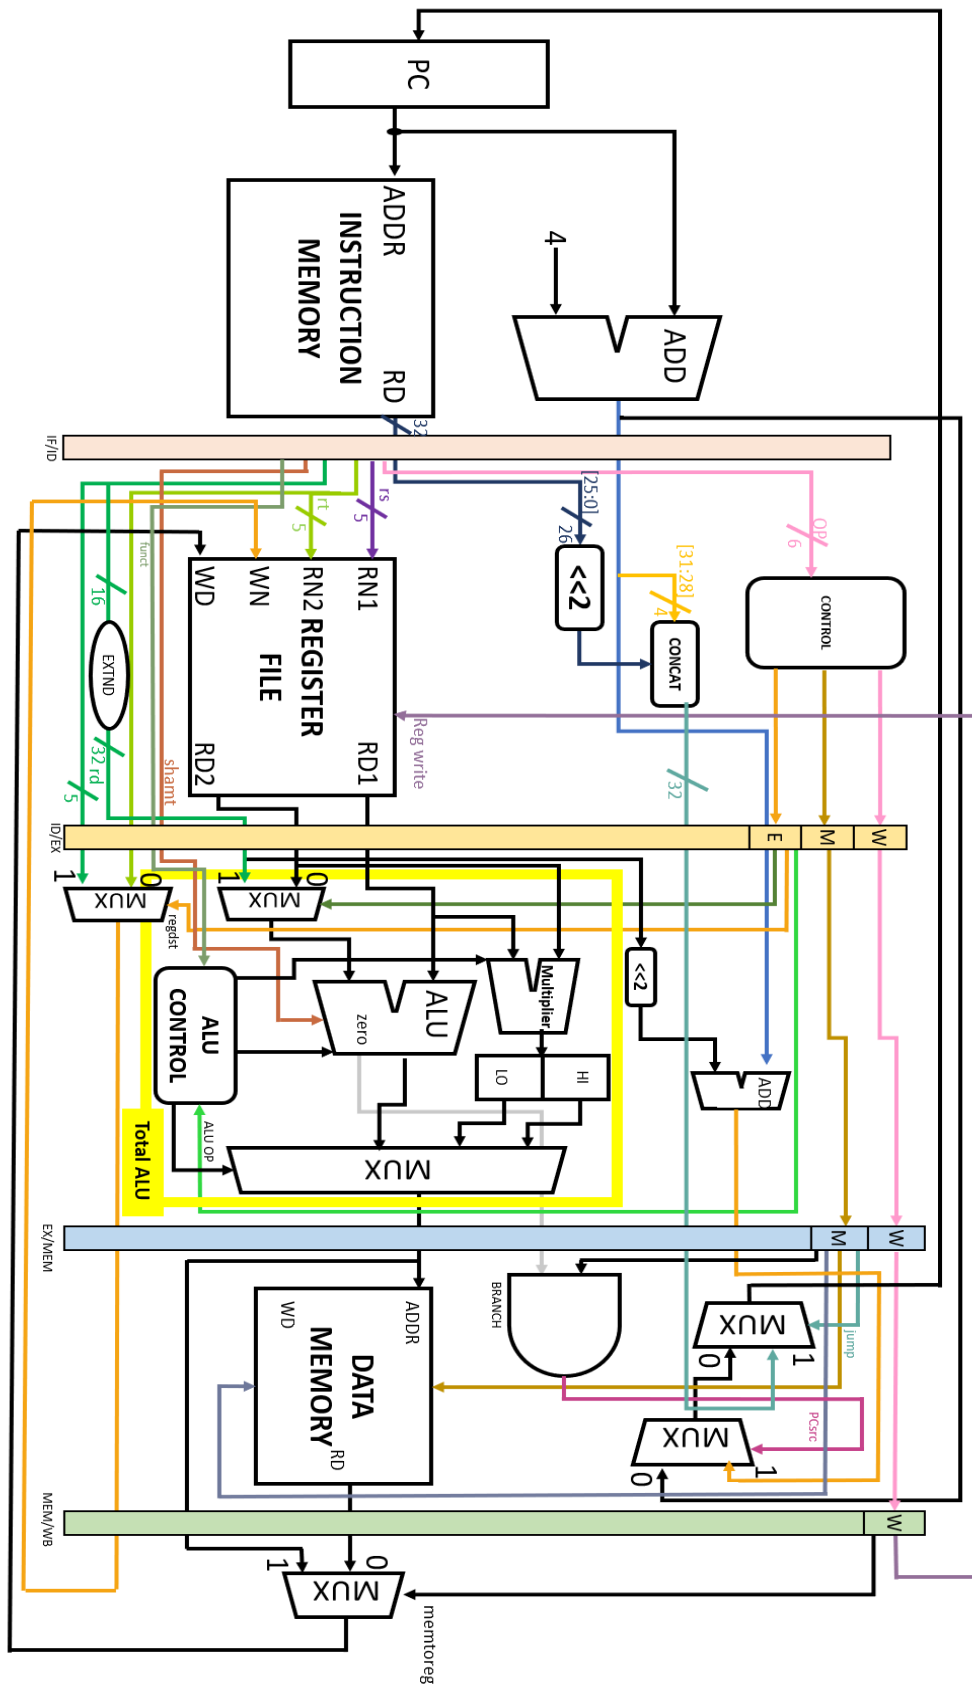 PC
ADDR
INSTRUCTION
MEMORY
RD
4
ADD
32
IF/ID
Op
6
[25:0]
26
[31:28]
4
rs
5
rt
5
funct
16
<<2
CONCAT
CONTROL
WD
WN
RN2
RN1
REGISTER
FILE
RD2
RD1
EXTND
32
rd
5
shamt
Reg write
32
ID/EX
E
M
W
1
0
MUX
regdst
1
0
MUX
ALU
CONTROL
ALU
zero
Multiplier
<<2
LO
HI
ADD
ALU OP
MUX
Total ALU
EX/MEM
M
W
WD
ADDR
DATA
MEMORY
RD
BRANCH
MUX
jump
0
1
PCsrc
MUX
0
1
MEM/WB
W
1
0
MUX
memtoreg